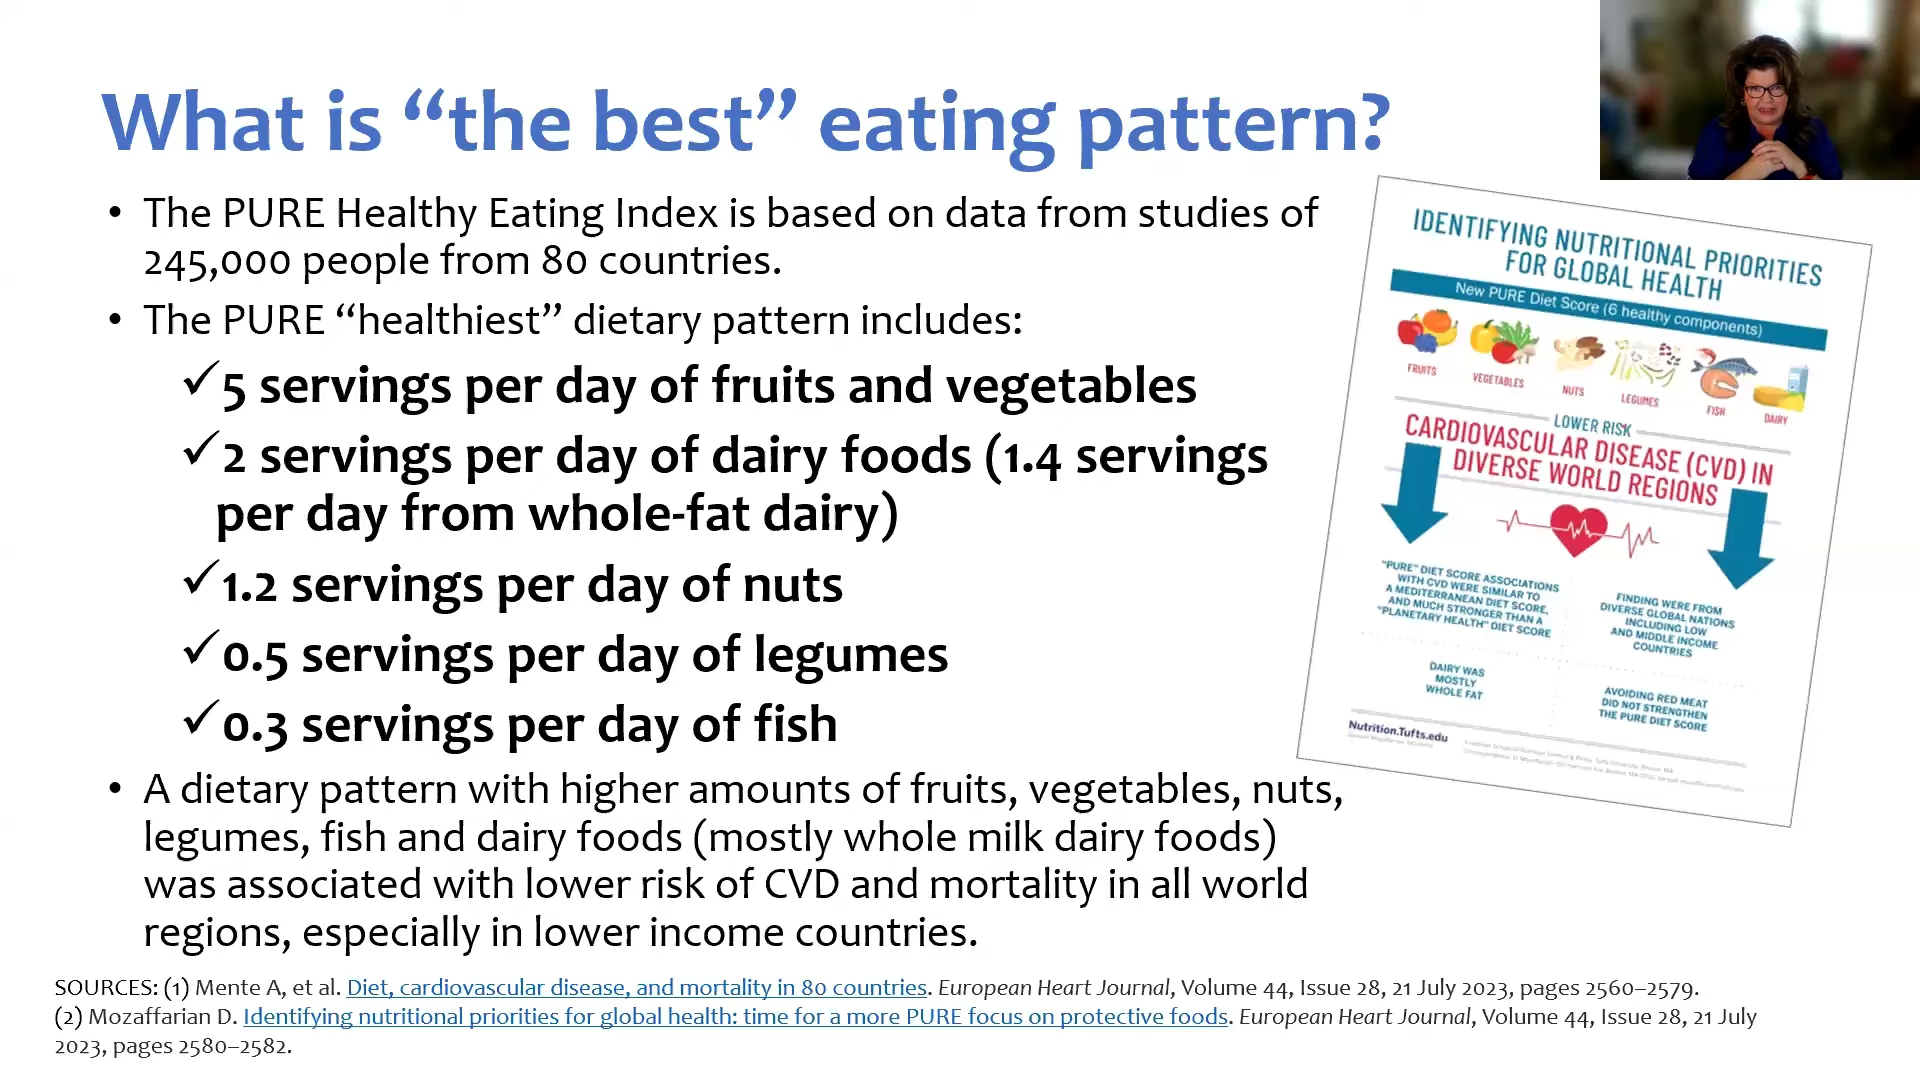 What is “the best” eating pattern?
• The PURE Healthy Eating Index is based on data from studies of
245,000 people from 80 countries.
• The PURE “healthiest” dietary pattern includes:
✓5 servings per day of fruits and vegetables
✓2 servings per day of dairy foods (1.4 servings
per day from whole-fat dairy)
✓1.2 servings per day of nuts
✓0.5 servings per day of legumes
✓0.3 servings per day of fish
• A dietary pattern with higher amounts of fruits, vegetables, nuts,
legumes, fish and dairy foods (mostly whole milk dairy foods)
was associated with lower risk of CVD and mortality in all world
regions, especially in lower income countries.
IDENTIFYING NUTRITIONAL PRIORITIES
FOR GLOBAL HEALTH
New PURE Diet Score (6 healthy components)
FRUITS
VEGETABLES
NUTS
LEGUMES
FISH
DAIRY
LOWER RISK
CARDIOVASCULAR DISEASE (CVD) IN
DIVERSE WORLD REGIONS
"PURE" DIET SCORE ASSOCIATIONS
WITH CVD WERE SIMILAR TO
A MEDITERRANEAN DIET SCORE,
AND MUCH STRONGER THAN A
"PLANETARY HEALTH" DIET SCORE
FINDING WERE FROM
DIVERSE GLOBAL NATIONS
INCLUDING LOW
AND MIDDLE INCOME
COUNTRIES
DAIRY WAS
MOSTLY
WHOLE FAT
AVOIDING RED MEAT
DID NOT STRENGTHEN
THE PURE DIET SCORE
Nutrition.Tufts.edu
SOURCES: (1) Mente A, et al. Diet, cardiovascular disease, and mortality in 80 countries. European Heart Journal, Volume 44, Issue 28, 21 July 2023, pages 2560–2579.
(2) Mozaffarian D. Identifying nutritional priorities for global health: time for a more PURE focus on protective foods. European Heart Journal, Volume 44, Issue 28, 21 July
2023, pages 2580–2582.